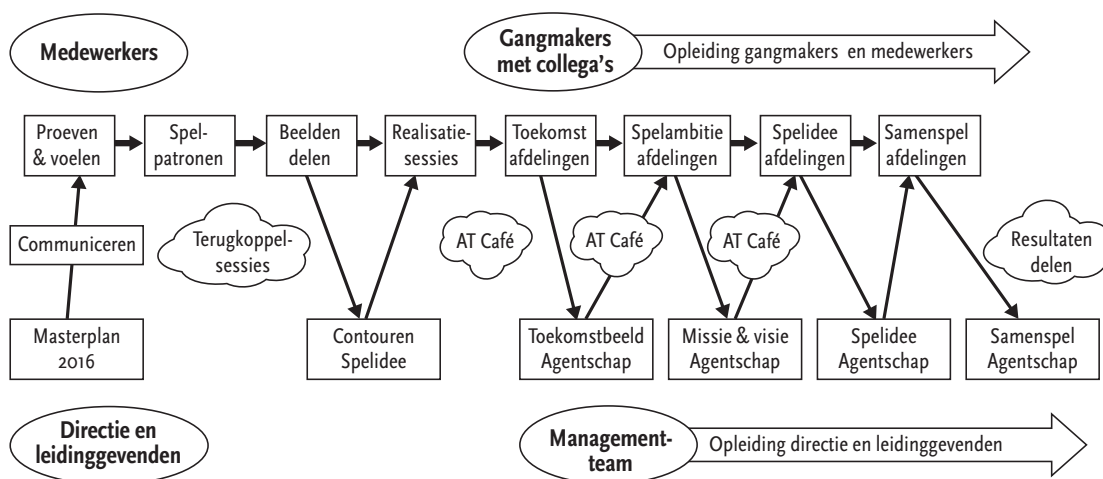 Medewerkers
Gangmakers
met collega's
Opleiding gangmakers en medewerkers
Proeven
& voelen
Spel-
patronen
Beelden
delen
Realisatie-
sessies
Toekomst
afdelingen
Spelambitie
afdelingen
Spelidee
afdelingen
Samenspel
afdelingen
Communiceren
Terugkoppel-
sessies
AT Café
AT Café
AT Café
Resultaten
delen
Masterplan
2016
Contouren
Spelidee
Toekomstbeeld
Agentschap
Missie & visie
Agentschap
Spelidee
Agentschap
Samenspel
Agentschap
Directie en
leidinggevenden
Management-
team
Opleiding directie en leidinggevenden